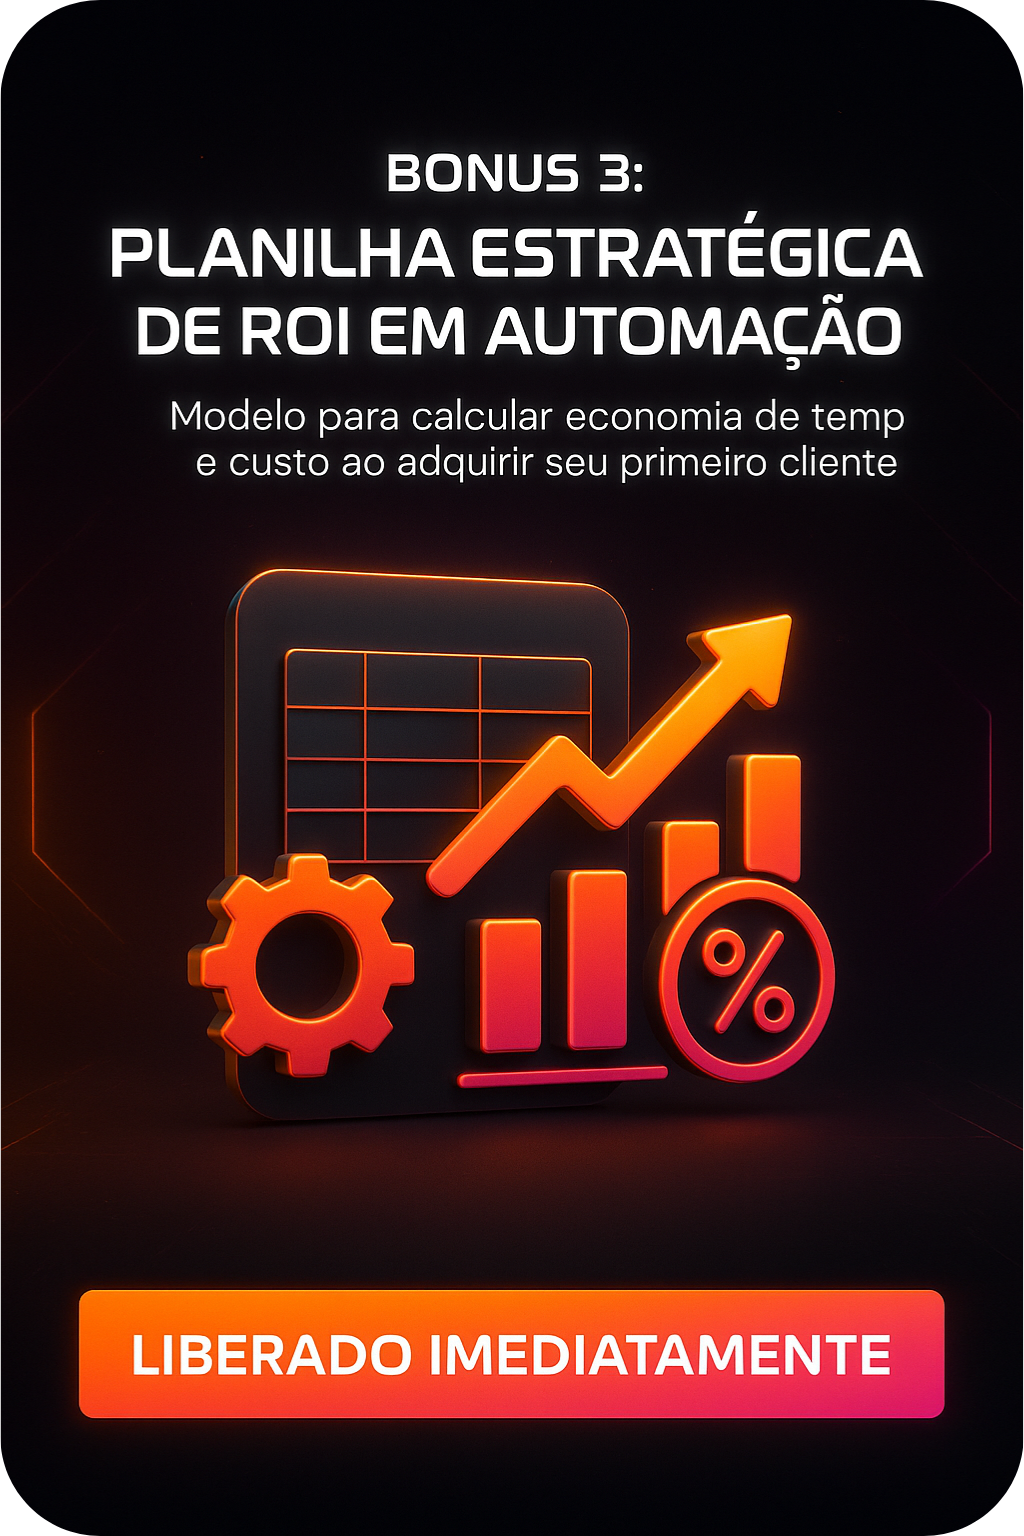 BONUS 3:
PLANILHA ESTRATÉGICA
DE ROI EM AUTOMAÇÃO
Modelo para calcular economia de temp
e custo ao adquirir seu primeiro cliente
%
LIBERADO IMEDIATAMENTE